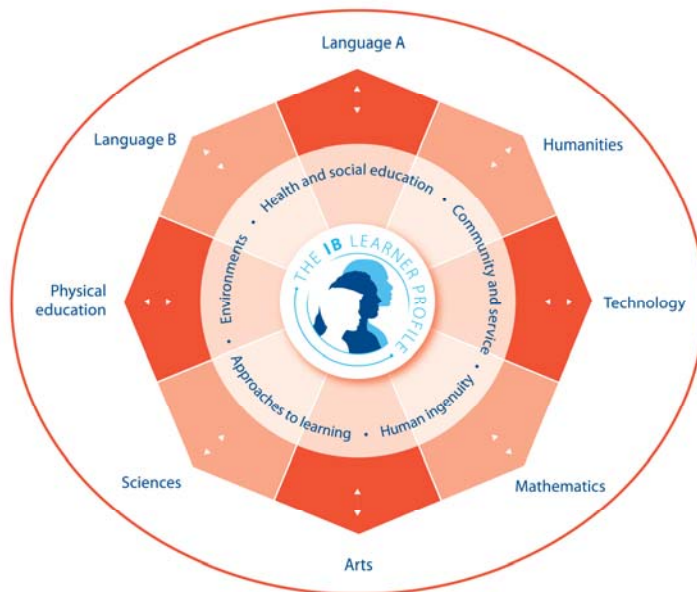 Language A
Language B
Humanities
Health and social education
•
Community and service
•
Human ingenuity
•
Approaches to learning
•
Environments
•
THE IB LEARNER PROFILE
Physical
education
Technology
Sciences
Mathematics
Arts